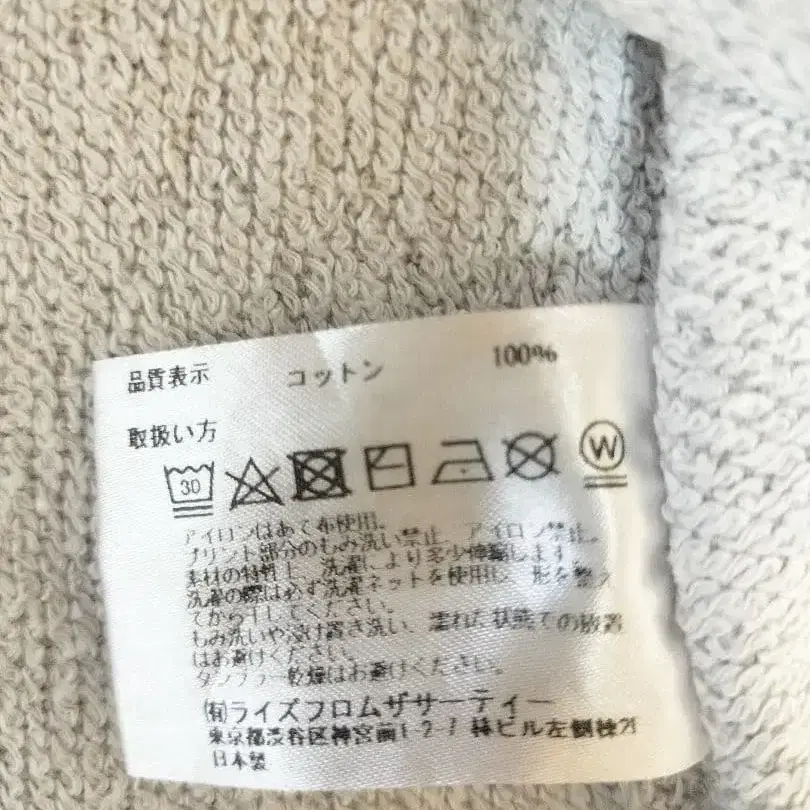 品質表示 コットン 100%
取扱い方
30 W
アイロンはあて布使用。
プリント部分のもみ洗い禁止、アイロン禁止。
素材の特性上、洗濯により多少伸縮します
洗濯の際は必ず洗濯ネットを使用し、形を整え
てから干してください。
もみ洗いや浸け置き洗い、濡れた状態での放置
はお避けください。
タンブラー乾燥はお避けください。
(有)ライズフロムザサーティー
東京都渋谷区神宮前1-2-7 ビル左側
日本製